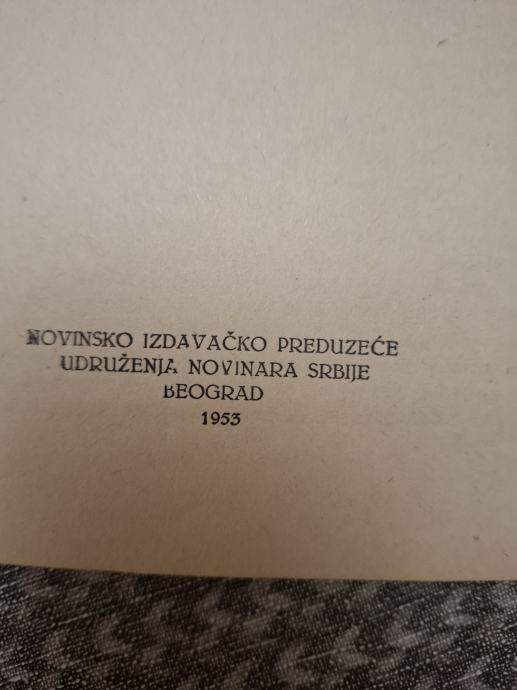 NOVINSKO IZDAVAČKO PREDUZEĆE
UDRUŽENJA NOVINARA SRBIJE
BEOGRAD
1953